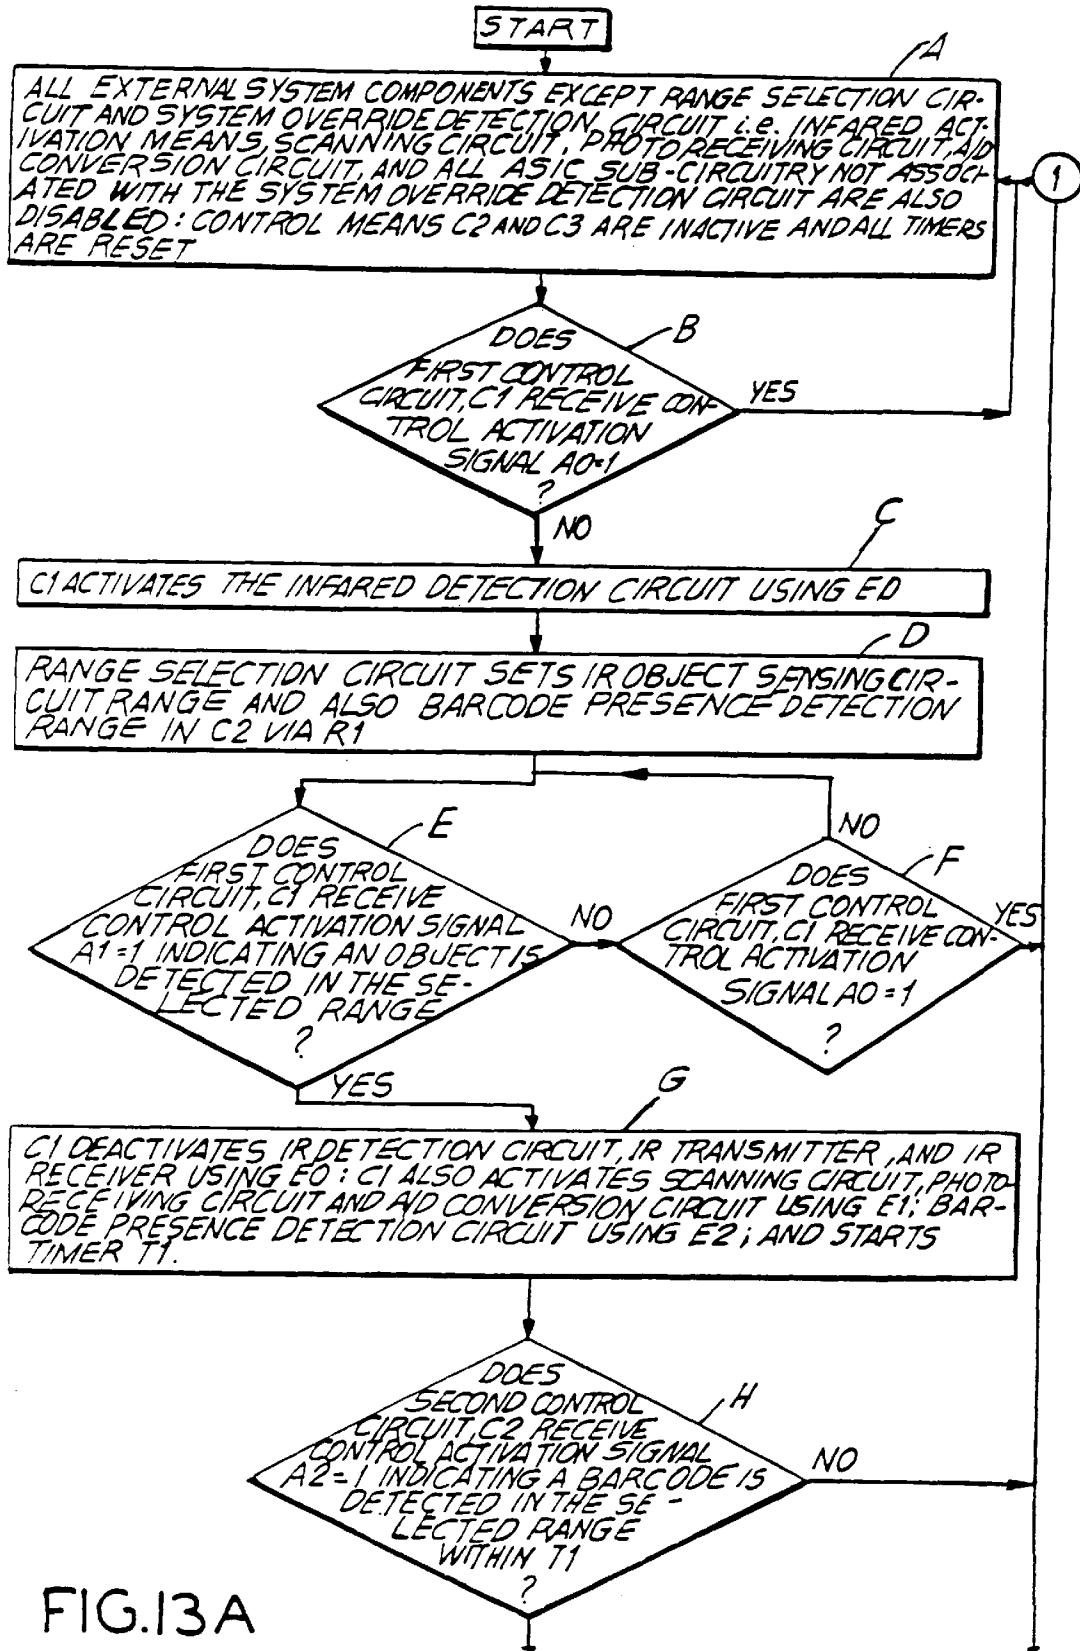 START
A
ALL EXTERNAL SYSTEM COMPONENTS EXCEPT RANGE SELECTION CIR-
CUIT AND SYSTEM OVERRIDE DETECTION CIRCUIT i.e. INFARED ACT-
IVATION MEANS, SCANNING CIRCUIT, PHOTO RECEIVING CIRCUIT, A/D
CONVERSION CIRCUIT, AND ALL ASIC SUB-CIRCUITRY NOT ASSOCI-
ATED WITH THE SYSTEM OVERRIDE DETECTION CIRCUIT ARE ALSO
DISABLED: CONTROL MEANS C2 AND C3 ARE INACTIVE AND ALL TIMERS
ARE RESET
1
B
DOES
FIRST CONTROL
CIRCUIT, C1 RECEIVE CON-
TROL ACTIVATION
SIGNAL A0=1
?
YES
NO
C
C1 ACTIVATES THE INFARED DETECTION CIRCUIT USING E0
D
RANGE SELECTION CIRCUIT SETS IR OBJECT SENSING CIR-
CUIT RANGE AND ALSO BARCODE PRESENCE DETECTION
RANGE IN C2 VIA R1
E
DOES
FIRST CONTROL
CIRCUIT, C1 RECEIVE
CONTROL ACTIVATION SIGNAL
A1=1 INDICATING AN OBJECT IS
DETECTED IN THE SE-
LECTED RANGE
?
NO
YES
NO
F
DOES
FIRST CONTROL
CIRCUIT, C1 RECEIVE CON-
TROL ACTIVATION
SIGNAL A0=1
?
YES
G
C1 DEACTIVATES IR DETECTION CIRCUIT, IR TRANSMITTER, AND IR
RECEIVER USING E0: C1 ALSO ACTIVATES SCANNING CIRCUIT, PHOTO-
RECEIVING CIRCUIT AND A/D CONVERSION CIRCUIT USING E1; BAR-
CODE PRESENCE DETECTION CIRCUIT USING E2; AND STARTS
TIMER T1.
H
DOES
SECOND CONTROL
CIRCUIT, C2 RECEIVE
CONTROL ACTIVATION SIGNAL
A2=1 INDICATING A BARCODE IS
DETECTED IN THE SE-
LECTED RANGE
WITHIN T1
?
NO
FIG.13A